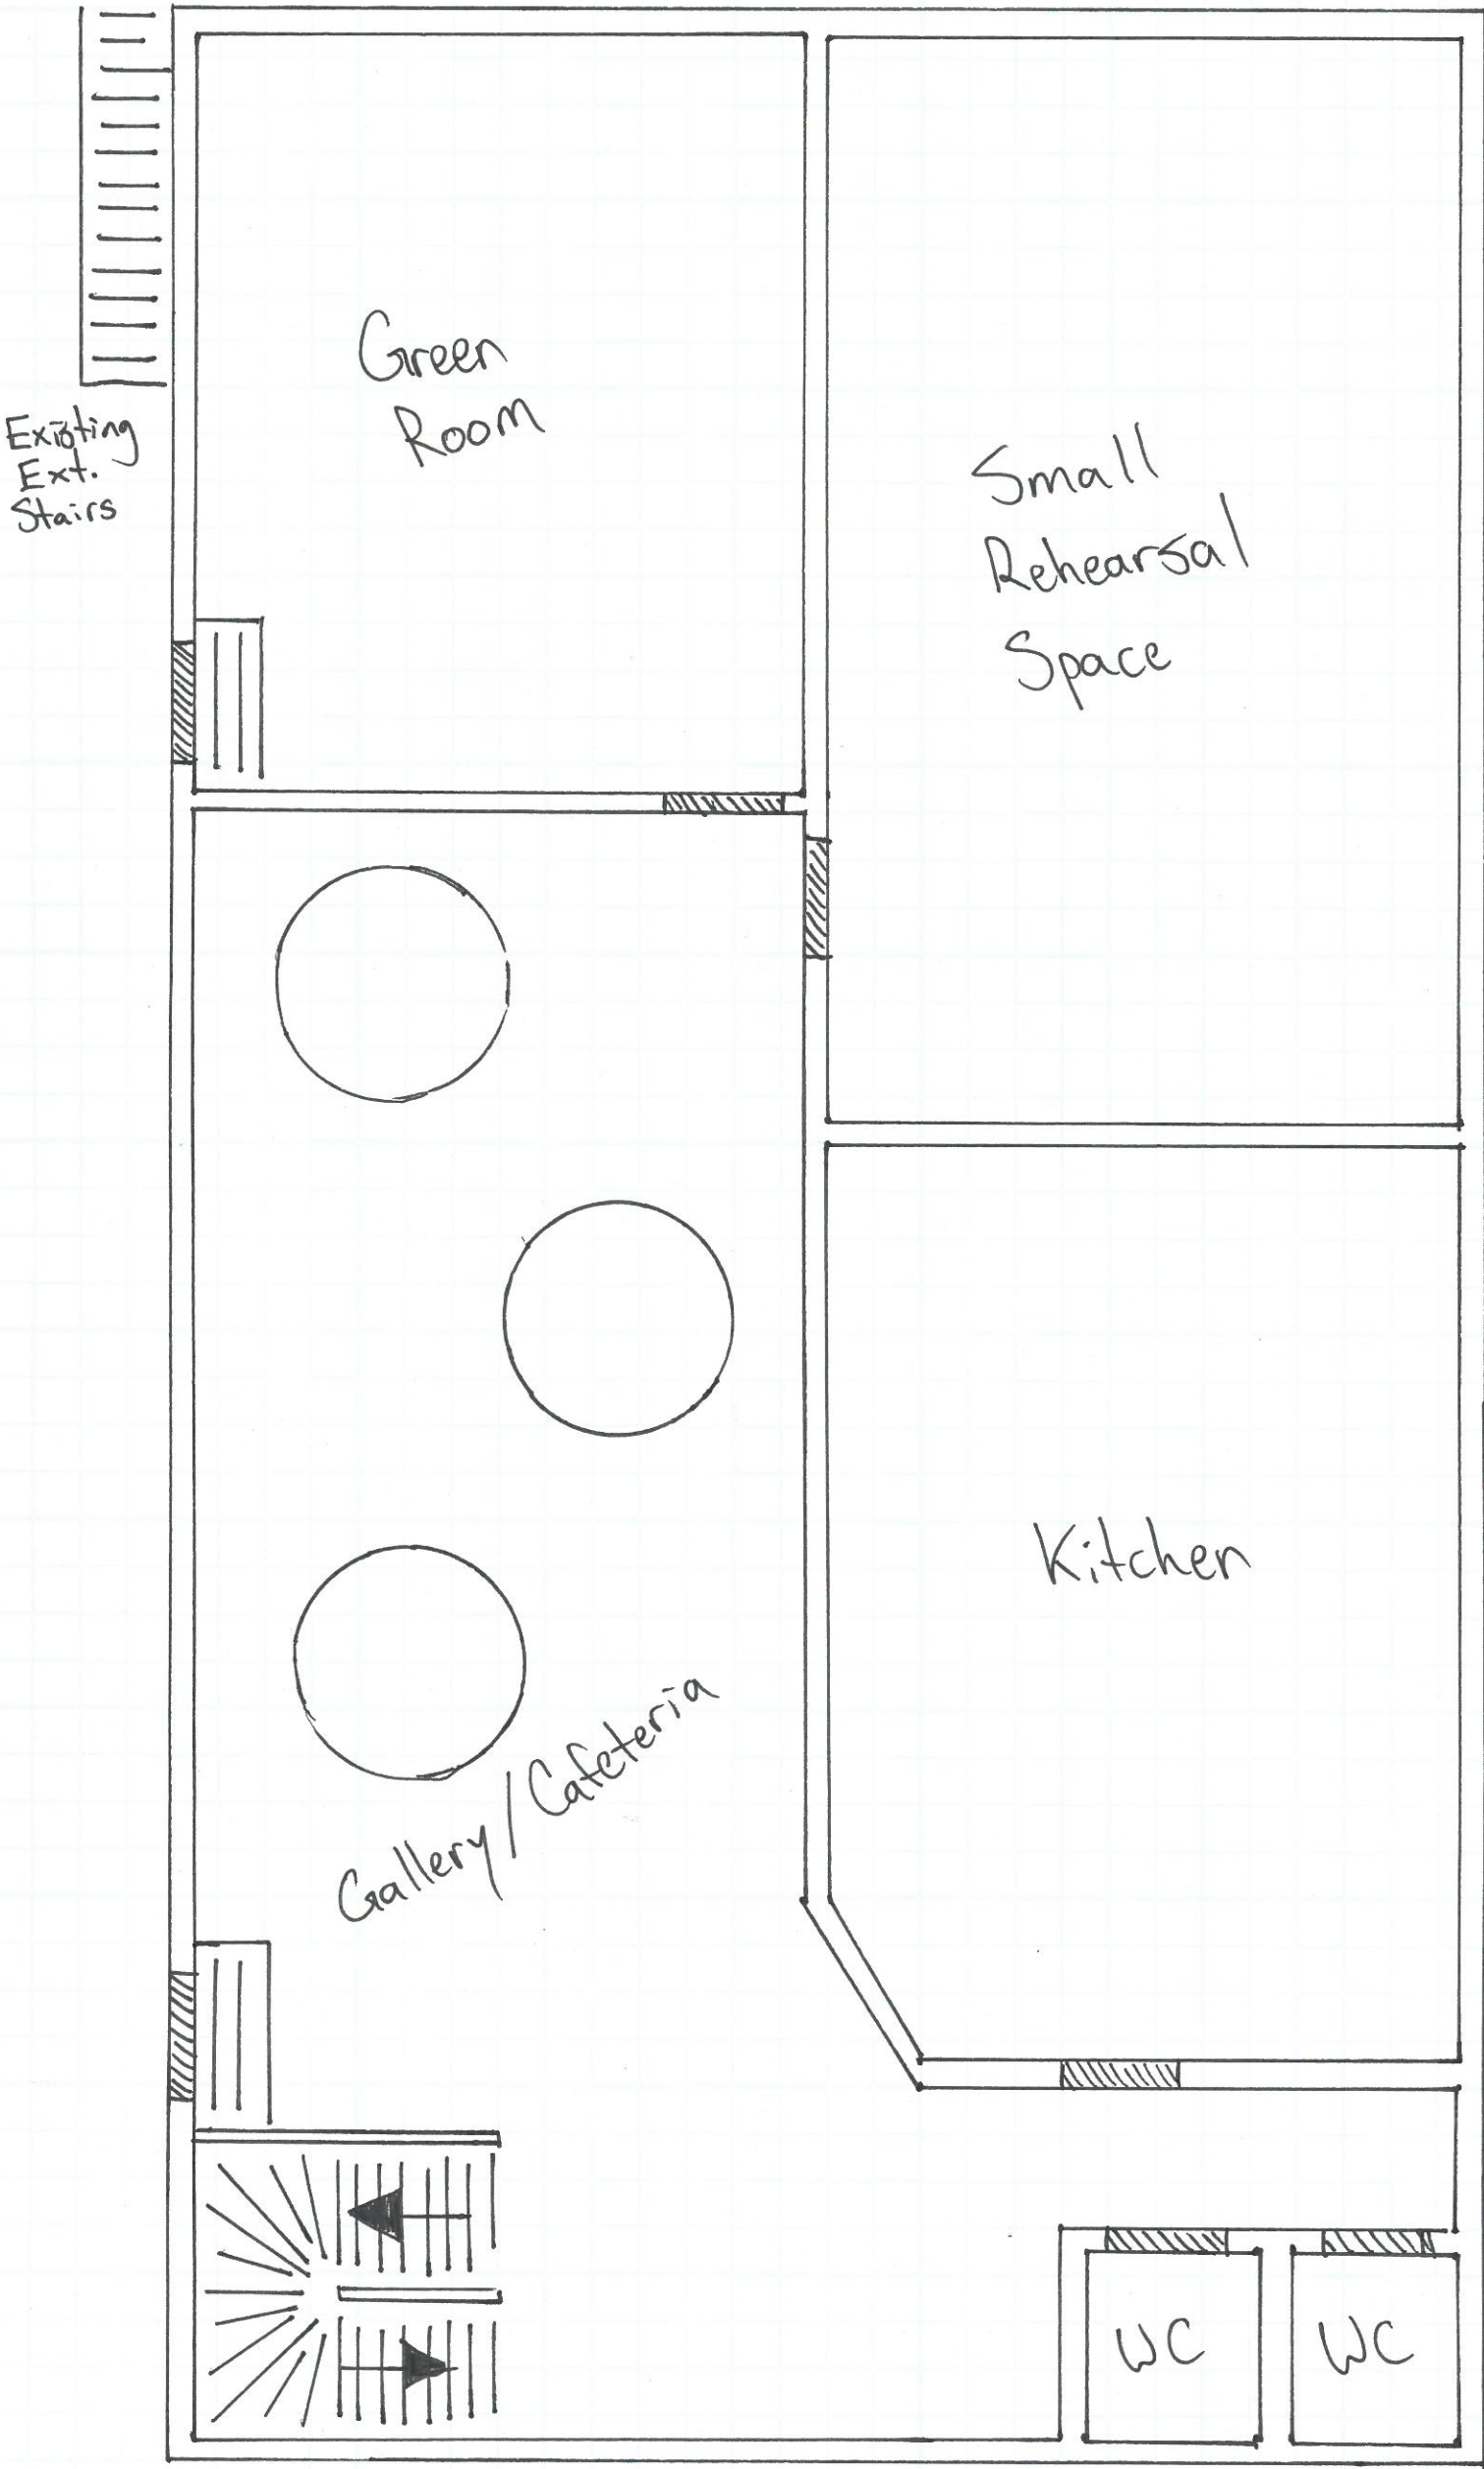 Green
Room
Existing
Ext.
Stairs
Small
Rehearsal
Space
Kitchen
Gallery/Cafeteria
WC
WC